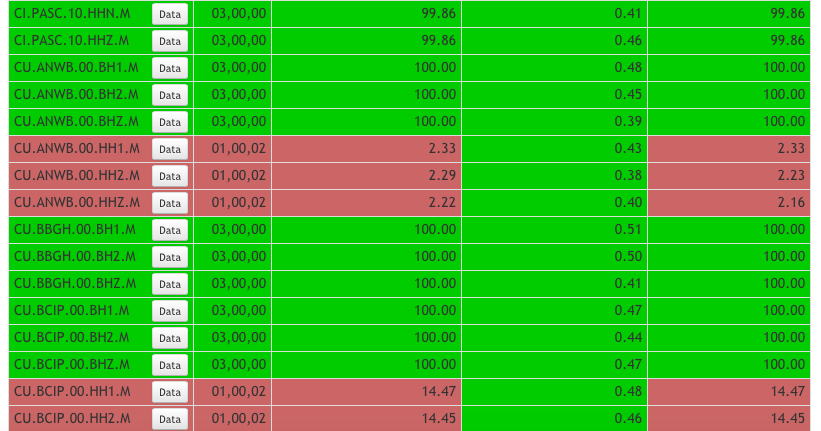 CI.PASC.10.HHN.M Data 03,00,00 99.86 0.41 99.86
CI.PASC.10.HHZ.M Data 03,00,00 99.86 0.46 99.86
CU.ANWB.00.BH1.M Data 03,00,00 100.00 0.48 100.00
CU.ANWB.00.BH2.M Data 03,00,00 100.00 0.45 100.00
CU.ANWB.00.BHZ.M Data 03,00,00 100.00 0.39 100.00
CU.ANWB.00.HH1.M Data 01,00,02 2.33 0.43 2.33
CU.ANWB.00.HH2.M Data 01,00,02 2.29 0.38 2.23
CU.ANWB.00.HHZ.M Data 01,00,02 2.22 0.40 2.16
CU.BBGH.00.BH1.M Data 03,00,00 100.00 0.51 100.00
CU.BBGH.00.BH2.M Data 03,00,00 100.00 0.50 100.00
CU.BBGH.00.BHZ.M Data 03,00,00 100.00 0.41 100.00
CU.BCIP.00.BH1.M Data 03,00,00 100.00 0.47 100.00
CU.BCIP.00.BH2.M Data 03,00,00 100.00 0.44 100.00
CU.BCIP.00.BHZ.M Data 03,00,00 100.00 0.47 100.00
CU.BCIP.00.HH1.M Data 01,00,02 14.47 0.48 14.47
CU.BCIP.00.HH2.M Data 01,00,02 14.45 0.46 14.45